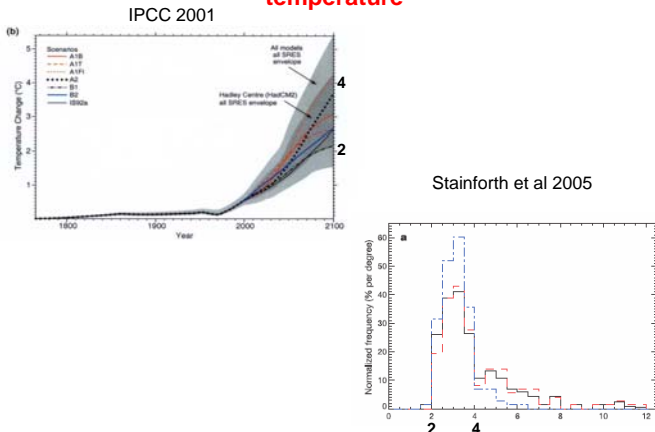 temperature
IPCC 2001
(b)
Scenarios
A1B
A1T
A1FI
A2
B1
B2
IS92a
All models
all SRES
envelope
Hadley Centre (HadCM2)
all SRES envelope
Temperature Change (°C)
5
4
3
2
1
4
2
1800
1900
2000
2100
Year
Stainforth et al 2005
a
Normalized frequency (% per degree)
60
50
40
30
20
10
0
0 2 4 6 8 10 12
2 4